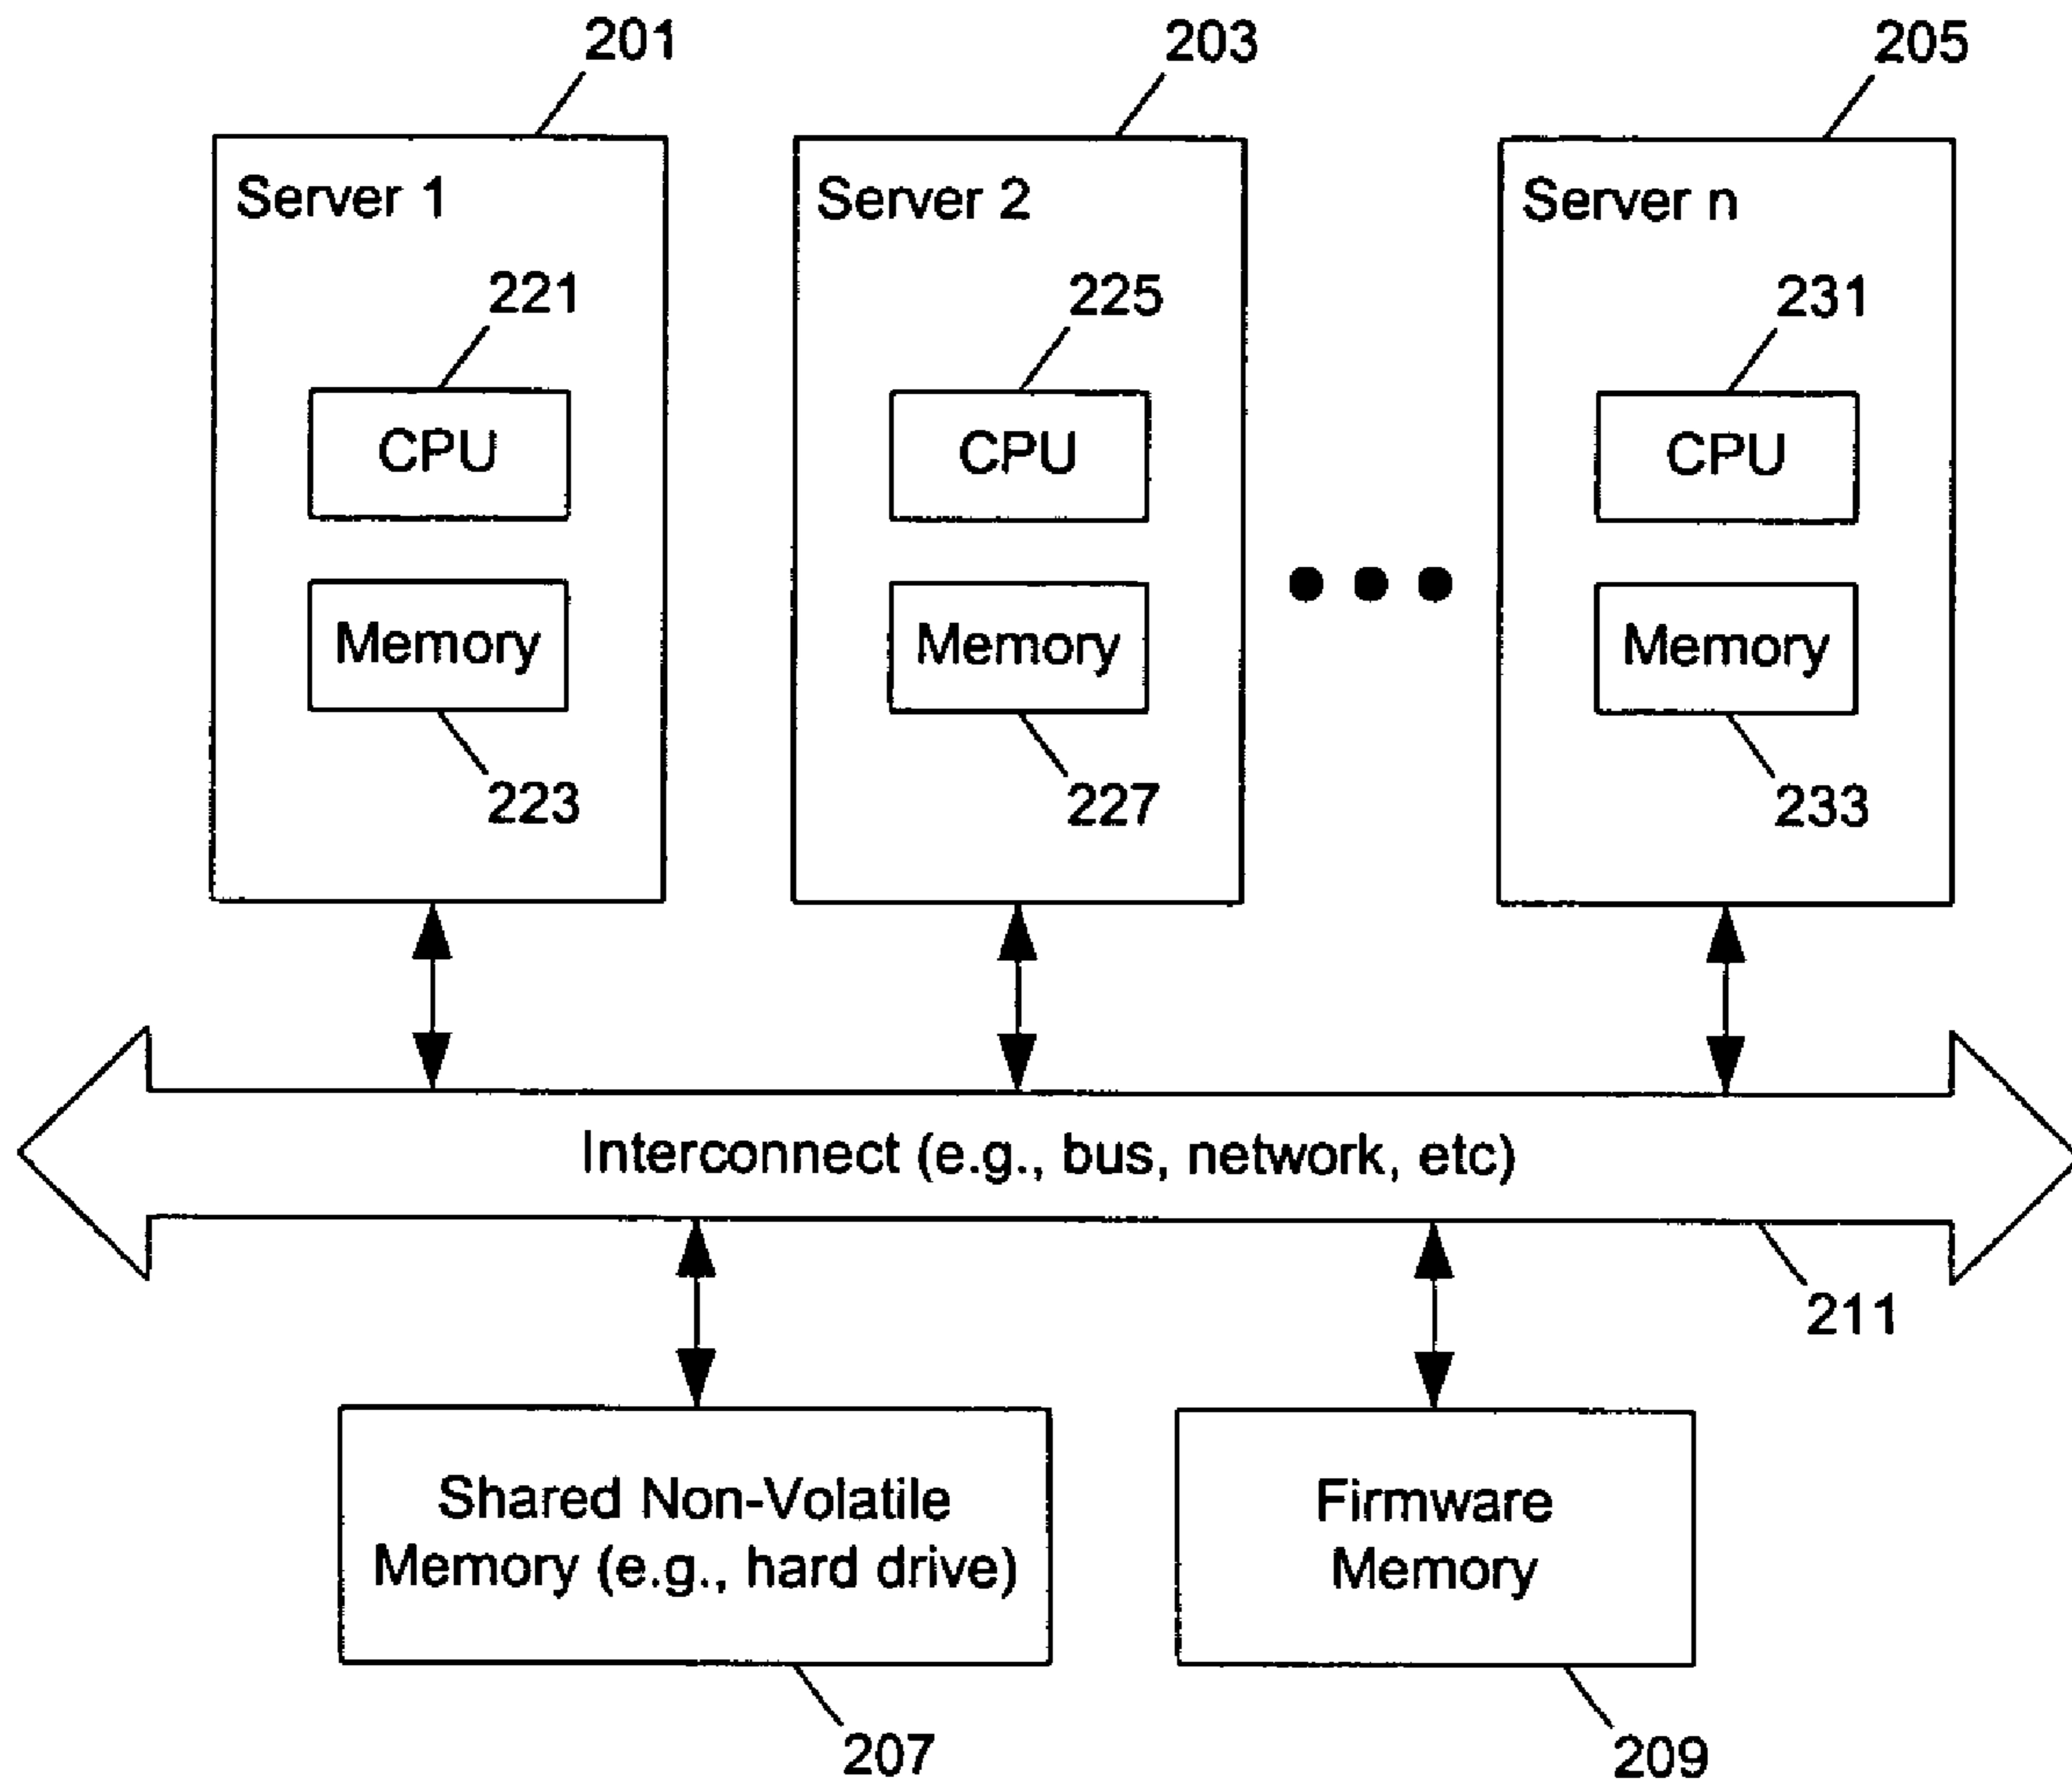 201
203
205
Server 1
Server 2
Server n
221
225
231
CPU
CPU
CPU
Memory
Memory
Memory
223
227
233
Interconnect (e.g., bus, network, etc)
211
Shared Non-Volatile
Memory (e.g., hard drive)
Firmware
Memory
207
209